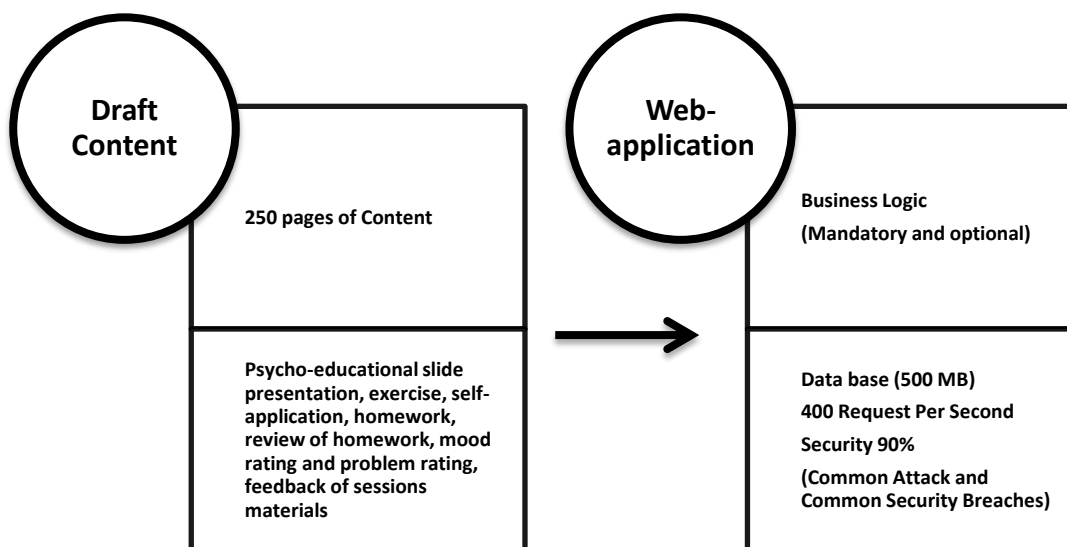 Draft
Content
250 pages of Content
Psycho-educational slide
presentation, exercise, self-
application, homework,
review of homework, mood
rating and problem rating,
feedback of sessions
materials
Web-
application
Business Logic
(Mandatory and optional)
Data base (500 MB)
400 Request Per Second
Security 90%
(Common Attack and
Common Security Breaches)